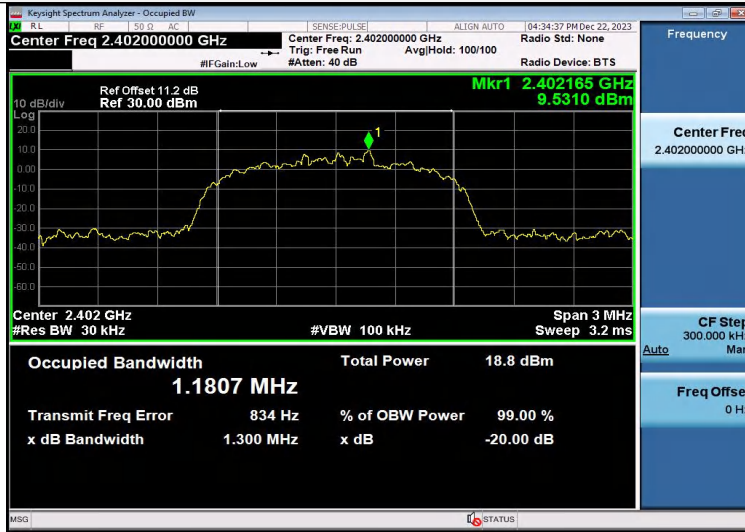 Keysight Spectrum Analyzer - Occupied BW
RL RF 50 Ω AC SENSE:PULSE ALIGN AUTO 04:34:37 PM Dec 22, 2023
Center Freq 2.402000000 GHz
Center Freq: 2.402000000 GHz Radio Std: None
Trig: Free Run Avg|Hold: 100/100
#IFGain:Low #Atten: 40 dB Radio Device: BTS
Ref Offset 11.2 dB
10 dB/div Ref 30.00 dBm
Mkr1 2.402165 GHz
9.5310 dBm
Log
20.0
10.0
0.00
-10.0
-20.0
-30.0
-40.0
-50.0
-60.0
1
Center 2.402 GHz Span 3 MHz
#Res BW 30 kHz #VBW 100 kHz Sweep 3.2 ms
Occupied Bandwidth Total Power 18.8 dBm
1.1807 MHz
Transmit Freq Error 834 Hz % of OBW Power 99.00 %
x dB Bandwidth 1.300 MHz x dB -20.00 dB
MSG STATUS
Frequency
Center Freq
2.402000000 GHz
CF Step
300.000 kHz
Auto Man
Freq Offset
0 Hz